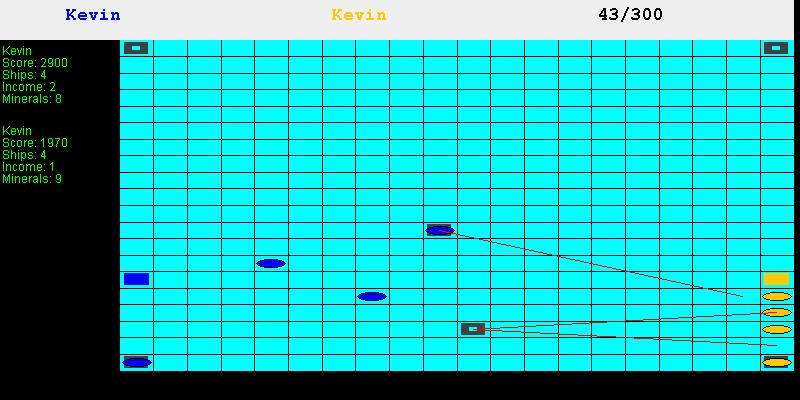 Kevin Kevin 43/300
Kevin
Score: 2900
Ships: 4
Income: 2
Minerals: 8
Kevin
Score: 1970
Ships: 4
Income: 1
Minerals: 9